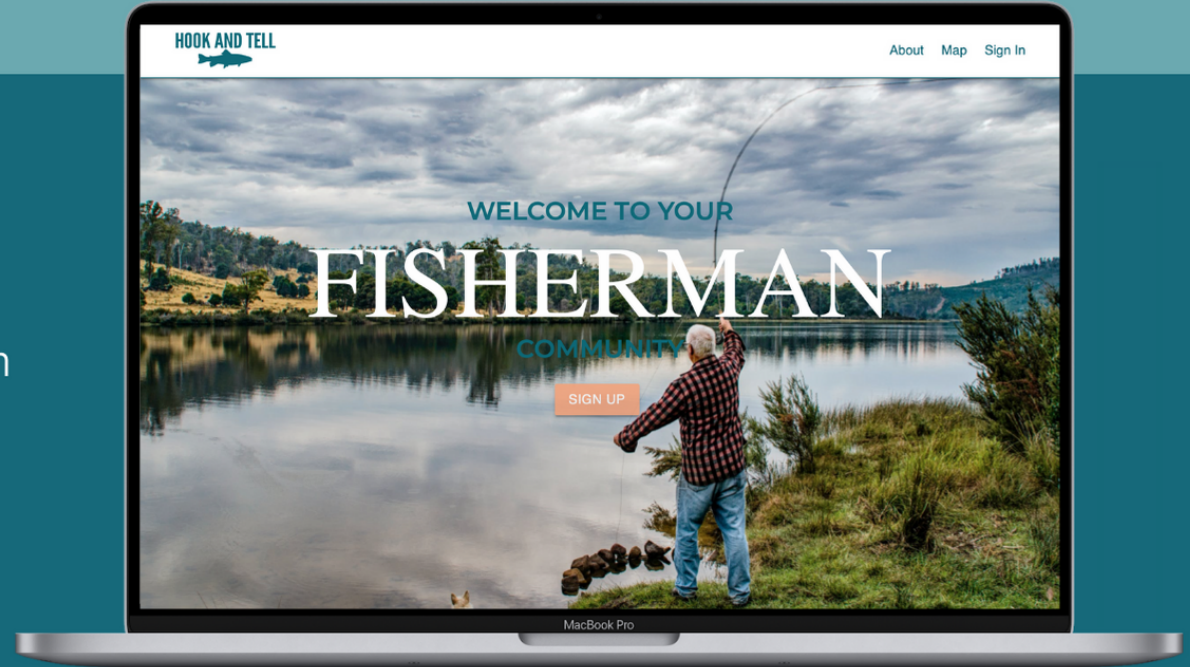 HOOK AND TELL
About Map Sign In
WELCOME TO YOUR
FISHERMAN
COMMUNITY
SIGN UP
MacBook Pro